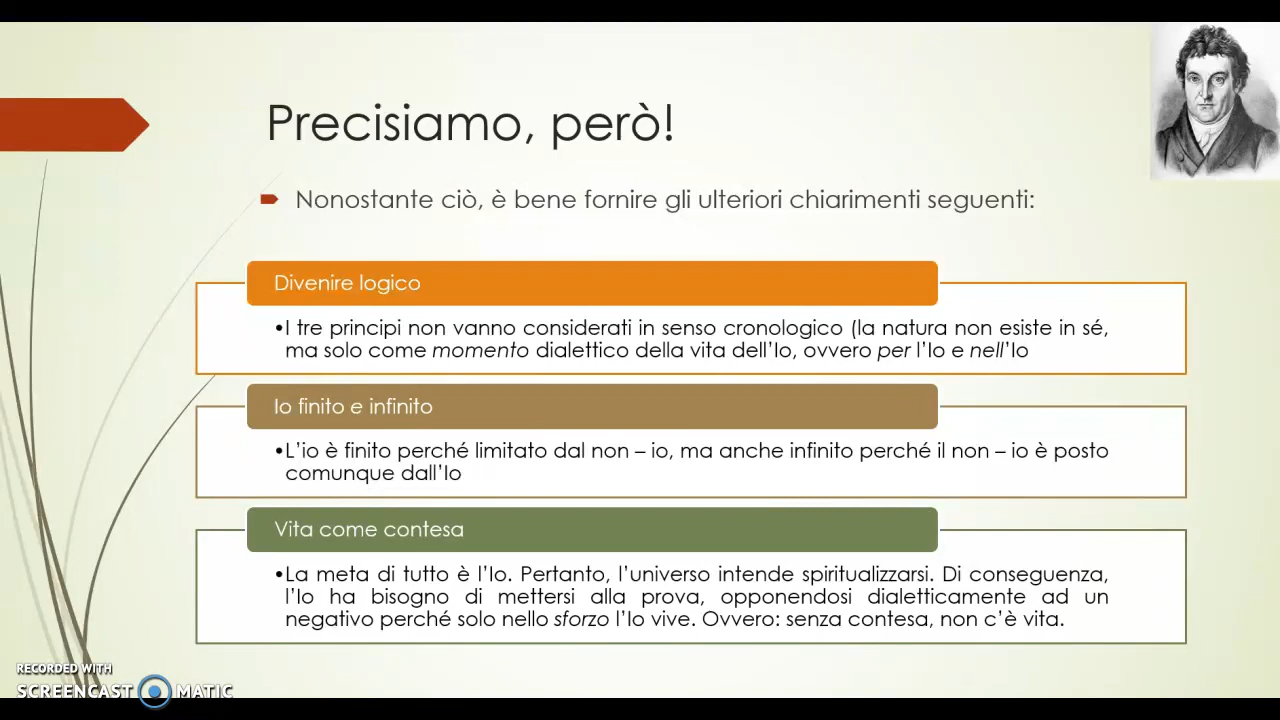 Precisiamo, però!
Nonostante ciò, è bene fornire gli ulteriori chiarimenti seguenti:
Divenire logico
•I tre principi non vanno considerati in senso cronologico (la natura non esiste in sé,
ma solo come momento dialettico della vita dell’Io, ovvero per l’Io e nell’Io
Io finito e infinito
•L’io è finito perché limitato dal non – io, ma anche infinito perché il non – io è posto
comunque dall’Io
Vita come contesa
•La meta di tutto è l’Io. Pertanto, l’universo intende spiritualizzarsi. Di conseguenza,
l’Io ha bisogno di mettersi alla prova, opponendosi dialetticamente ad un
negativo perché solo nello sforzo l’Io vive. Ovvero: senza contesa, non c’è vita.
RECORDED WITH
SCREENCAST MATIC